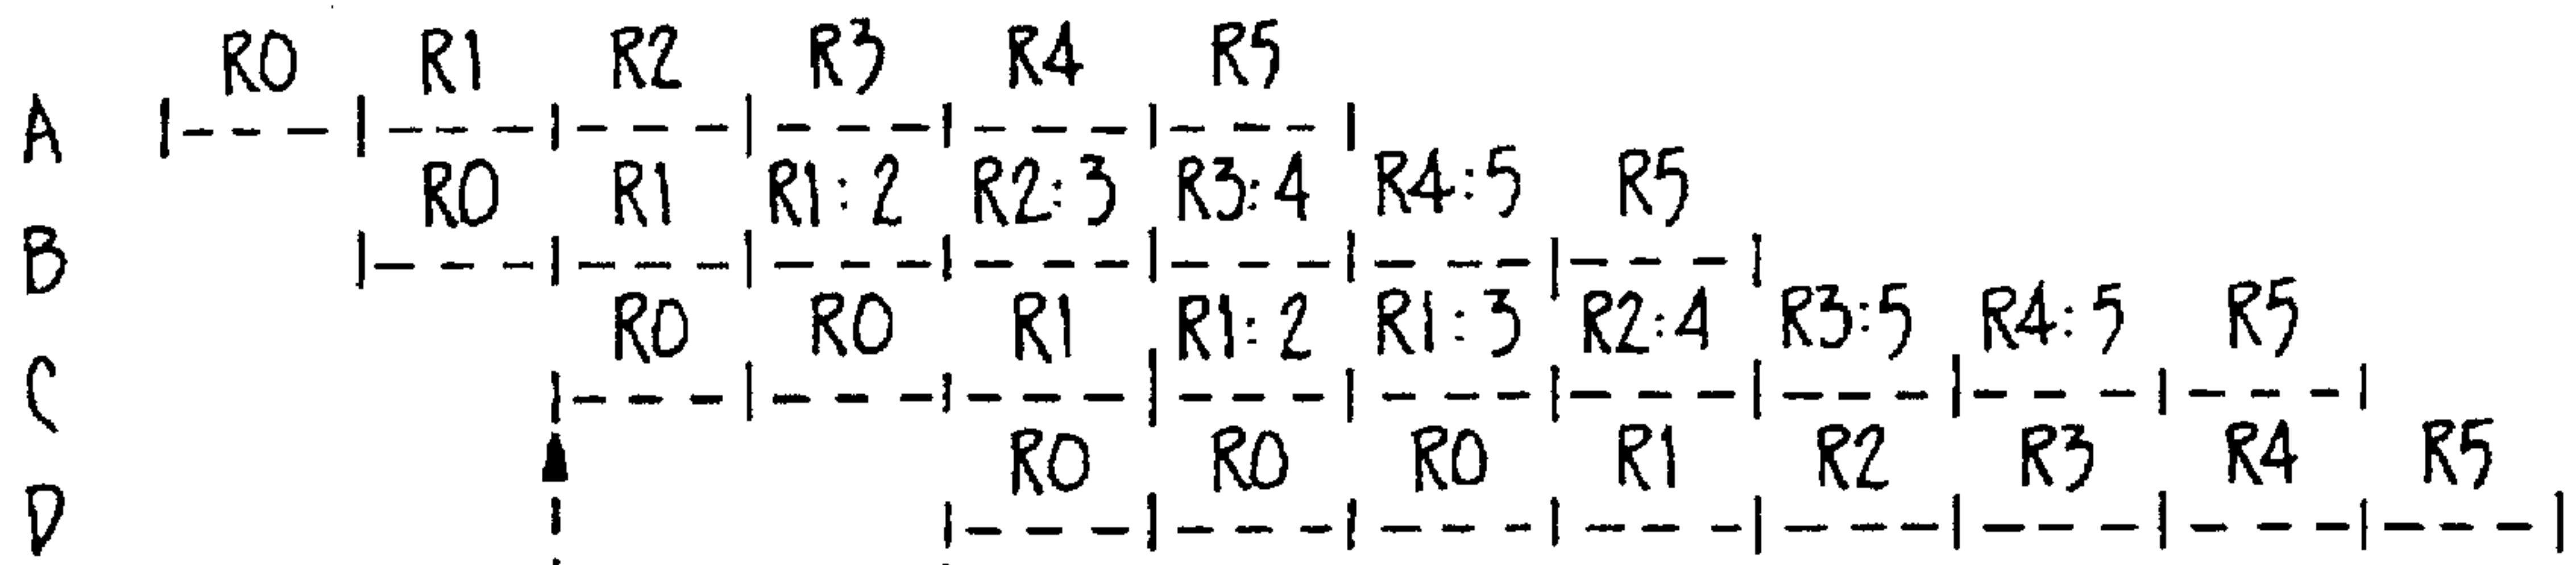 R0 R1 R2 R3 R4 R5
A
R0 R1 R1:2 R2:3 R3:4 R4:5 R5
B
R0 R0 R1 R1:2 R1:3 R2:4 R3:5 R4:5 R5
C
R0 R0 R0 R1 R2 R3 R4 R5
D